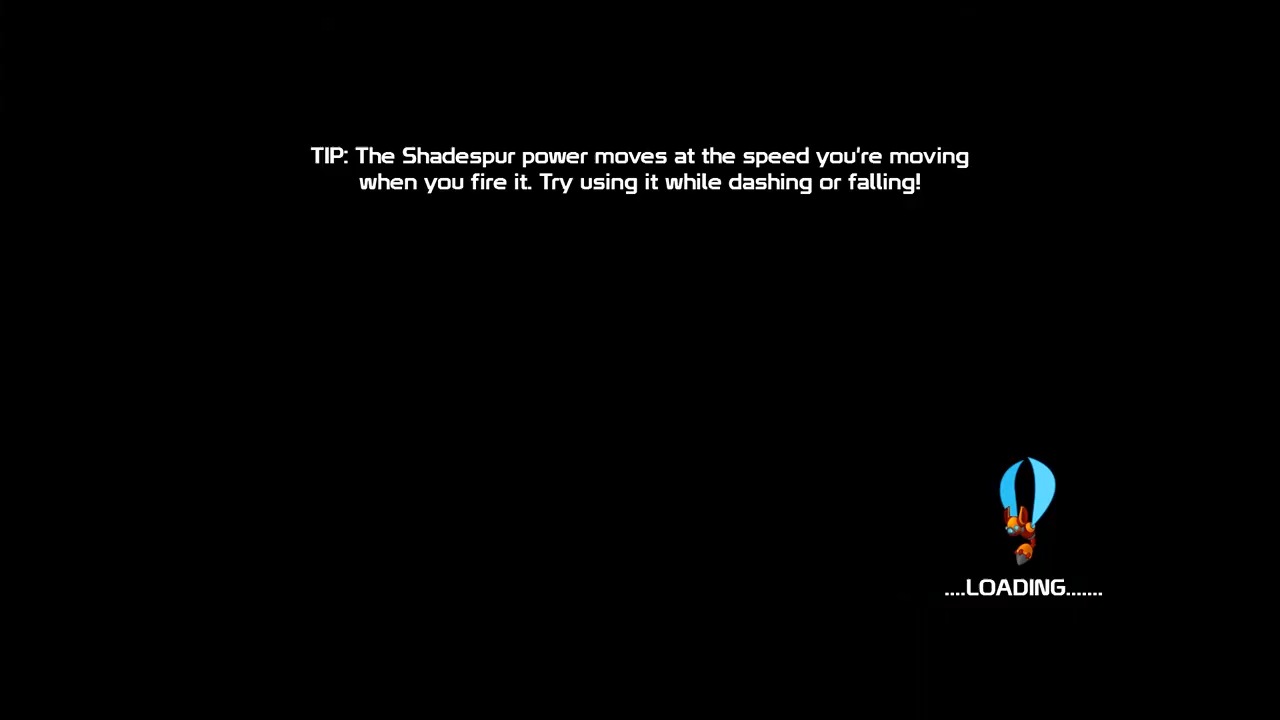 TIP: The Shadespur power moves at the speed you're moving
when you fire it. Try using it while dashing or falling!
....LOADING.......